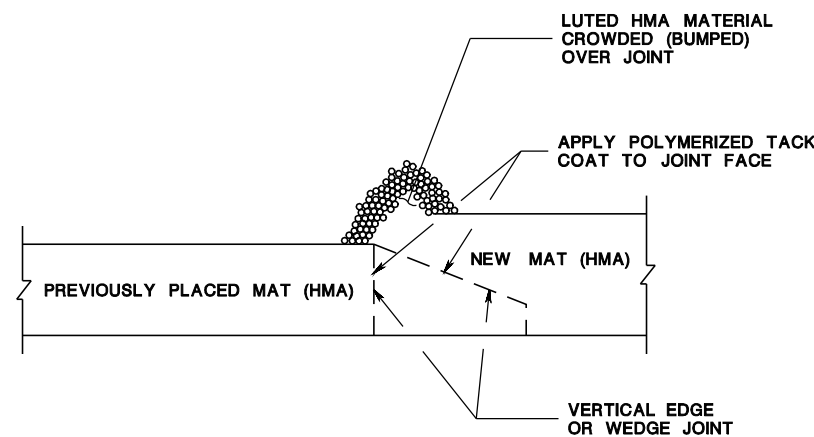 LUTED HMA MATERIAL
CROWDED (BUMPED)
OVER JOINT
APPLY POLYMERIZED TACK
COAT TO JOINT FACE
NEW MAT (HMA)
PREVIOUSLY PLACED MAT (HMA)
VERTICAL EDGE
OR WEDGE JOINT